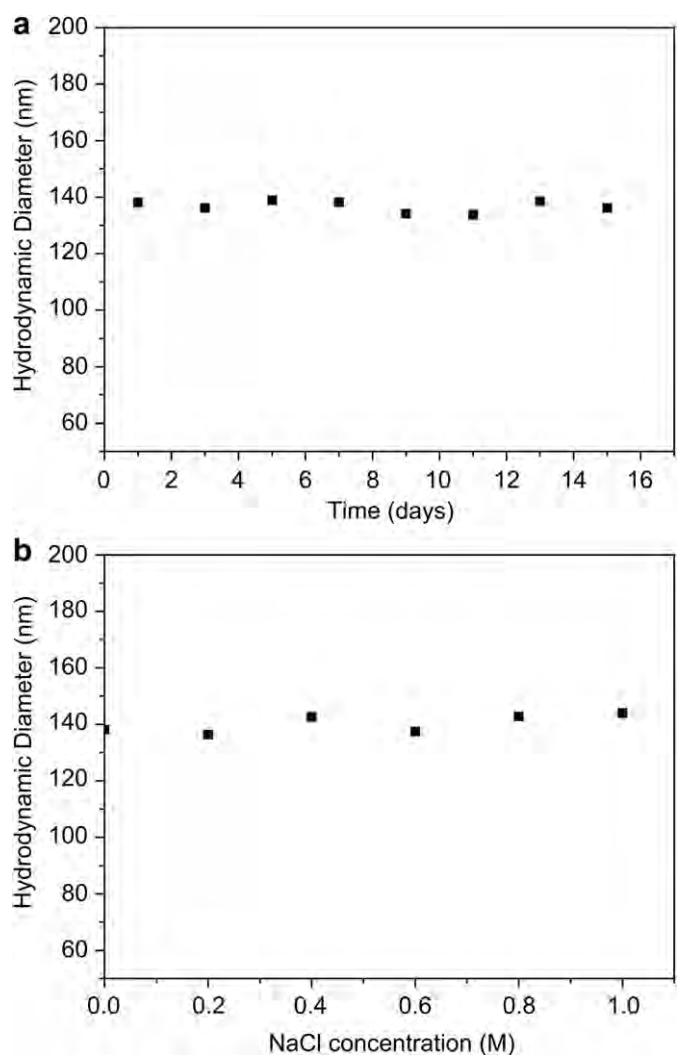 a
200
180
160
140
120
100
80
60
Hydrodynamic Diameter (nm)
0 2 4 6 8 10 12 14 16
Time (days)
b
200
180
160
140
120
100
80
60
Hydrodynamic Diameter (nm)
0.0 0.2 0.4 0.6 0.8 1.0
NaCl concentration (M)